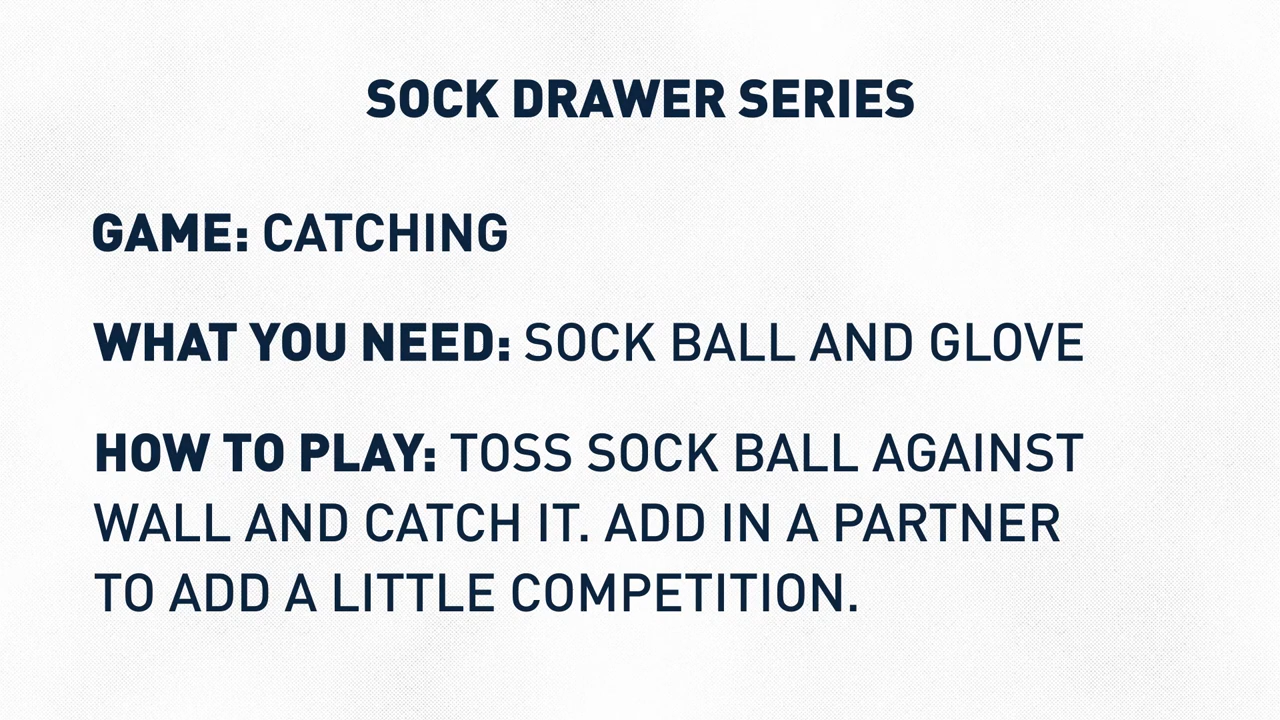 SOCK DRAWER SERIES
GAME: CATCHING
WHAT YOU NEED: SOCK BALL AND GLOVE
HOW TO PLAY: TOSS SOCK BALL AGAINST
WALL AND CATCH IT. ADD IN A PARTNER
TO ADD A LITTLE COMPETITION.